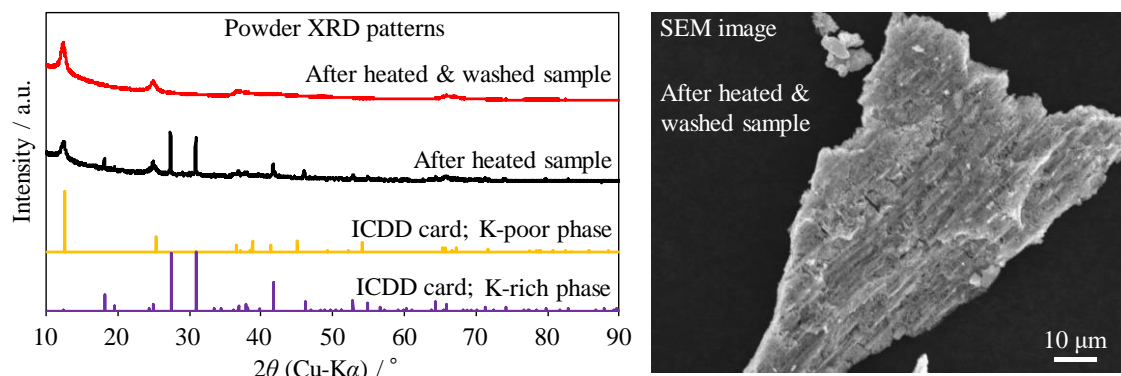 Powder XRD patterns
After heated & washed sample
After heated sample
ICDD card; K-poor phase
ICDD card; K-rich phase
Intensity / a.u.
10 20 30 40 50 60 70 80 90
2θ (Cu-Kα) / °
SEM image
After heated &
washed sample
10 μm